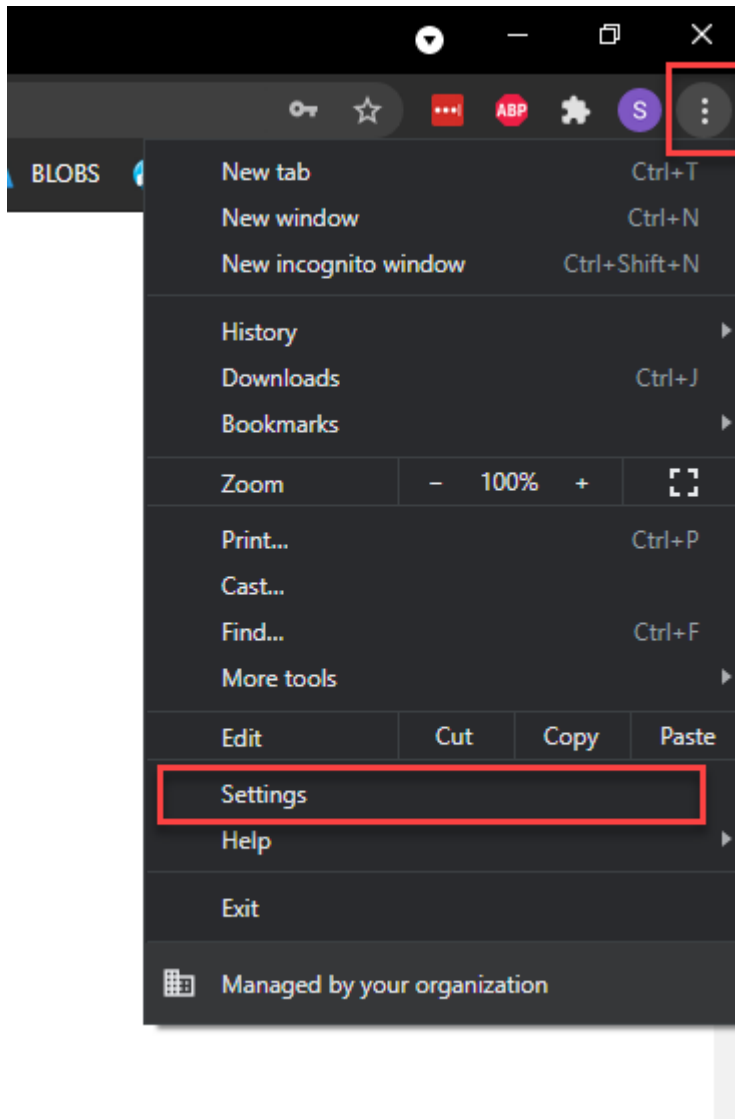 ABP
S
BLOBS
New tab Ctrl+T
New window Ctrl+N
New incognito window Ctrl+Shift+N
History
Downloads Ctrl+J
Bookmarks
Zoom - 100% +
Print... Ctrl+P
Cast...
Find... Ctrl+F
More tools
Edit Cut Copy Paste
Settings
Help
Exit
Managed by your organization